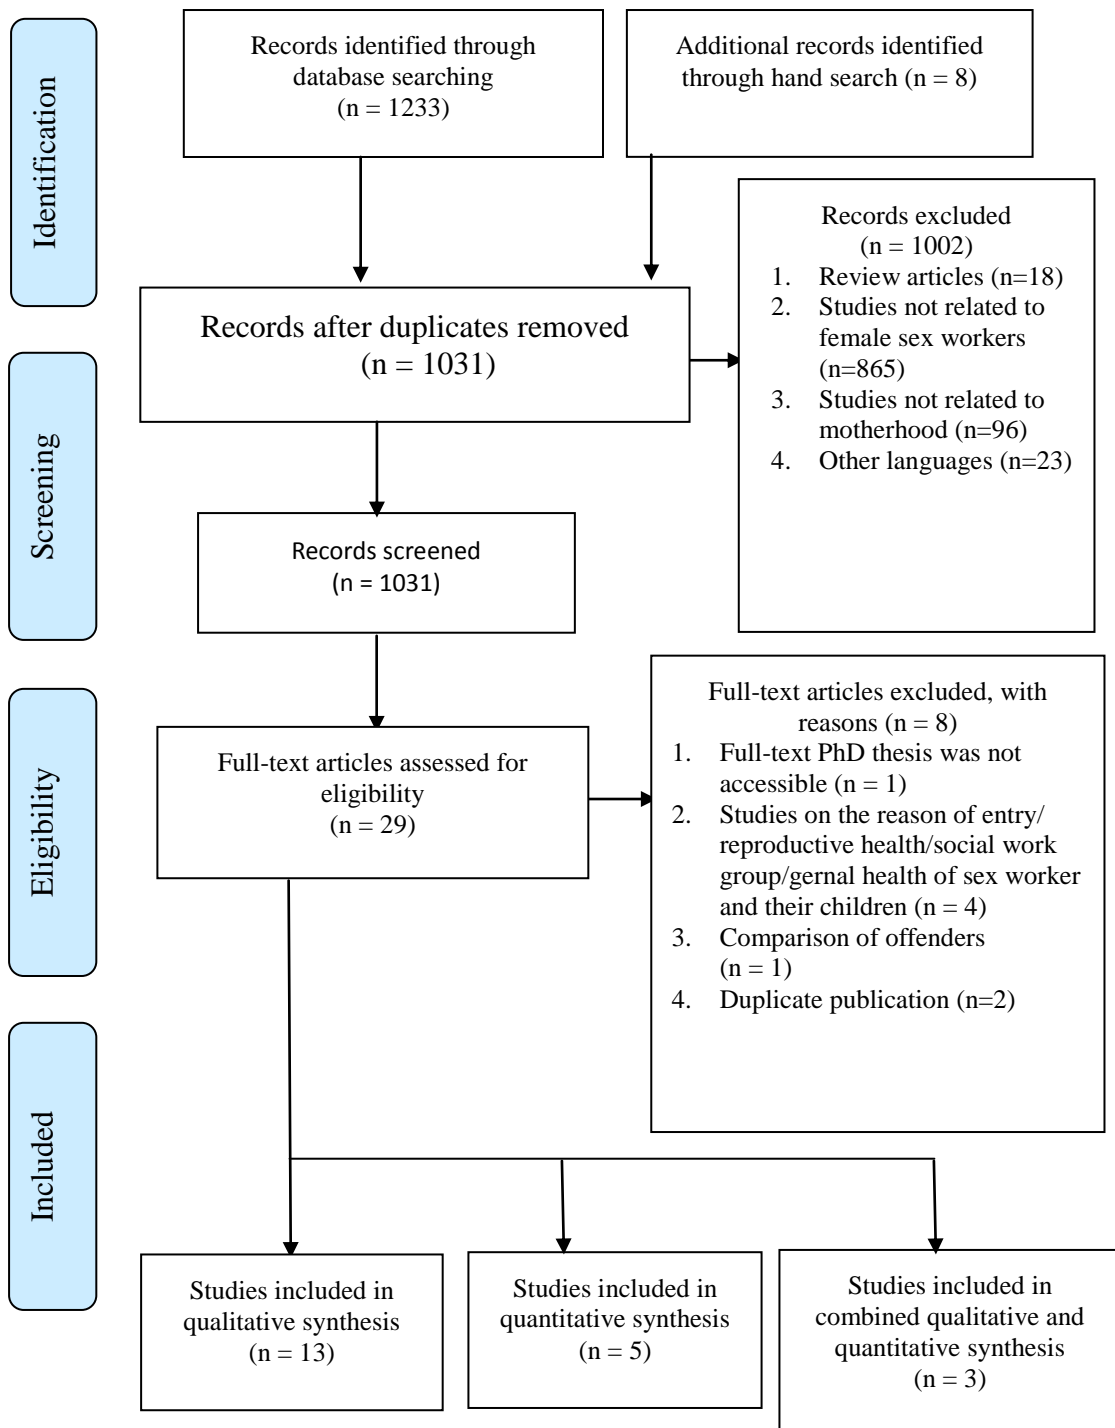 Identification
Records identified through
database searching
(n = 1233)
Additional records identified
through hand search (n = 8)
Records excluded
(n = 1002)
1. Review articles (n=18)
2. Studies not related to
female sex workers
(n=865)
3. Studies not related to
motherhood (n=96)
4. Other languages (n=23)
Records after duplicates removed
(n = 1031)
Screening
Records screened
(n = 1031)
Eligibility
Full-text articles assessed for
eligibility
(n = 29)
Full-text articles excluded, with
reasons (n = 8)
1. Full-text PhD thesis was not
accessible (n = 1)
2. Studies on the reason of entry/
reproductive health/social work
group/gernal health of sex worker
and their children (n = 4)
3. Comparison of offenders
(n = 1)
4. Duplicate publication (n=2)
Included
Studies included in
qualitative synthesis
(n = 13)
Studies included in
quantitative synthesis
(n = 5)
Studies included in
combined qualitative and
quantitative synthesis
(n = 3)